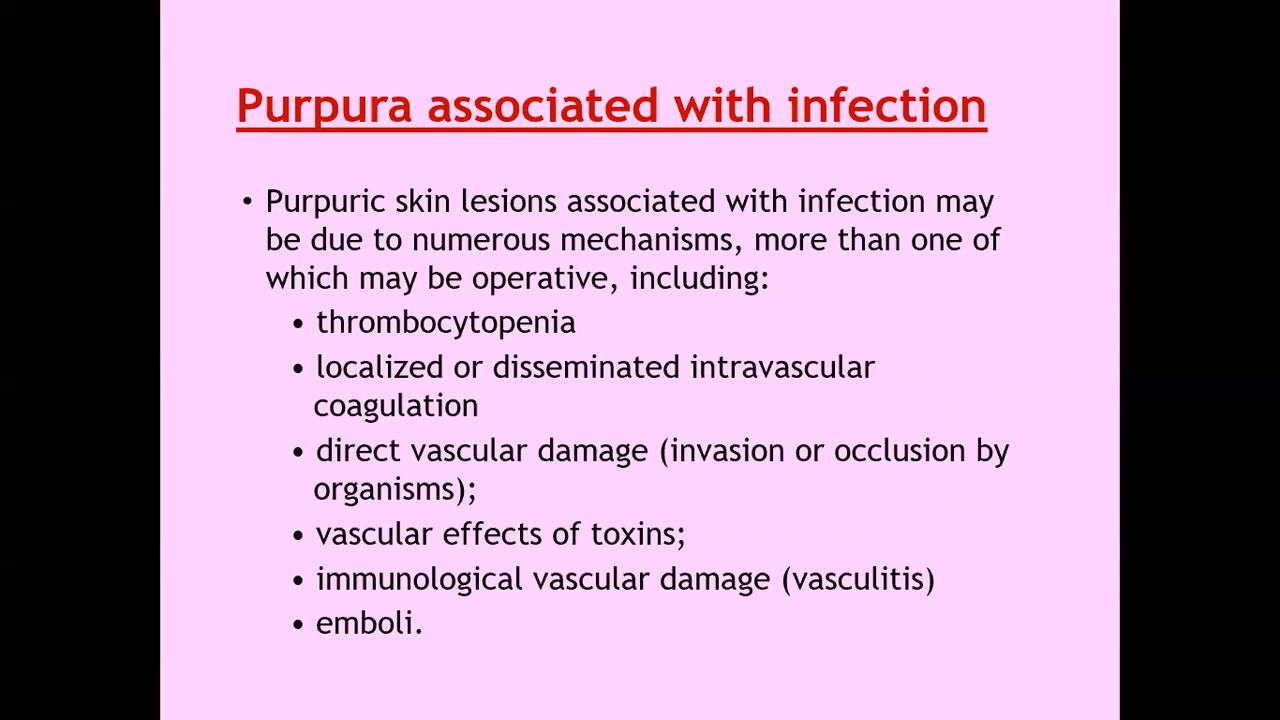 Purpura associated with infection
• Purpuric skin lesions associated with infection may
be due to numerous mechanisms, more than one of
which may be operative, including:
• thrombocytopenia
• localized or disseminated intravascular
coagulation
• direct vascular damage (invasion or occlusion by
organisms);
• vascular effects of toxins;
• immunological vascular damage (vasculitis)
• emboli.